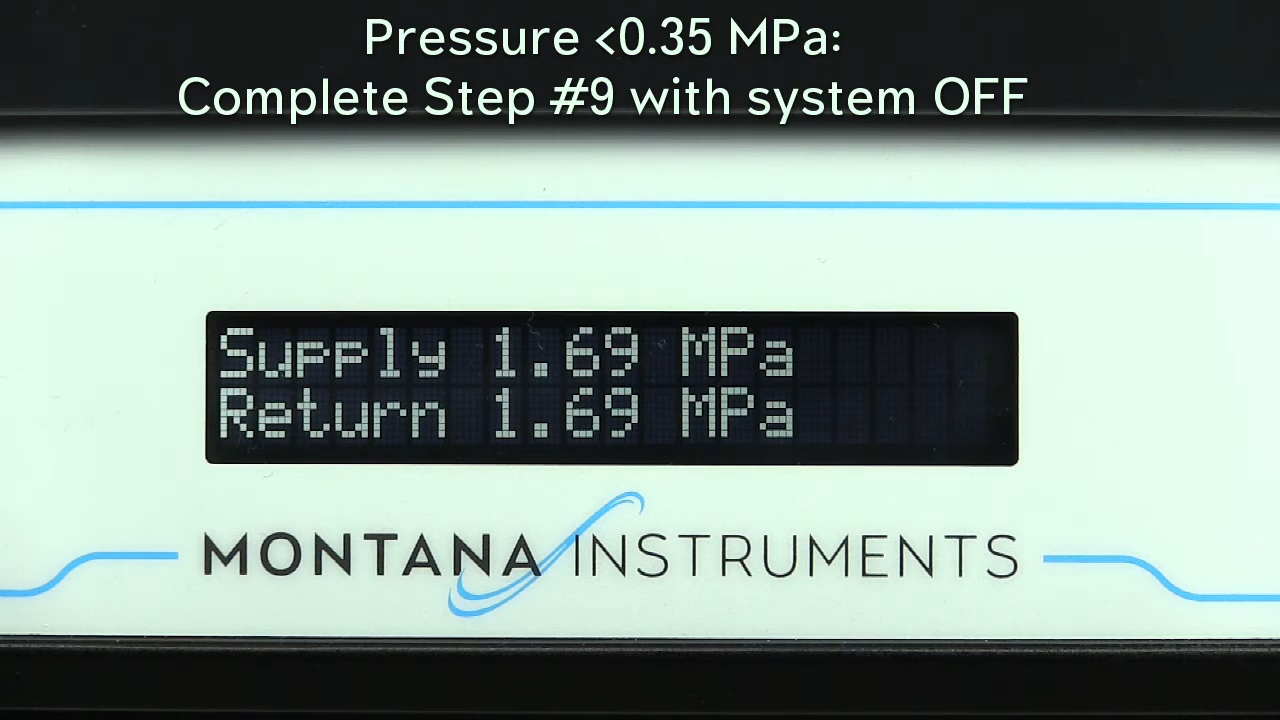 Pressure <0.35 MPa:
Complete Step #9 with system OFF
Supply 1.69 MPa
Return 1.69 MPa
MONTANA INSTRUMENTS